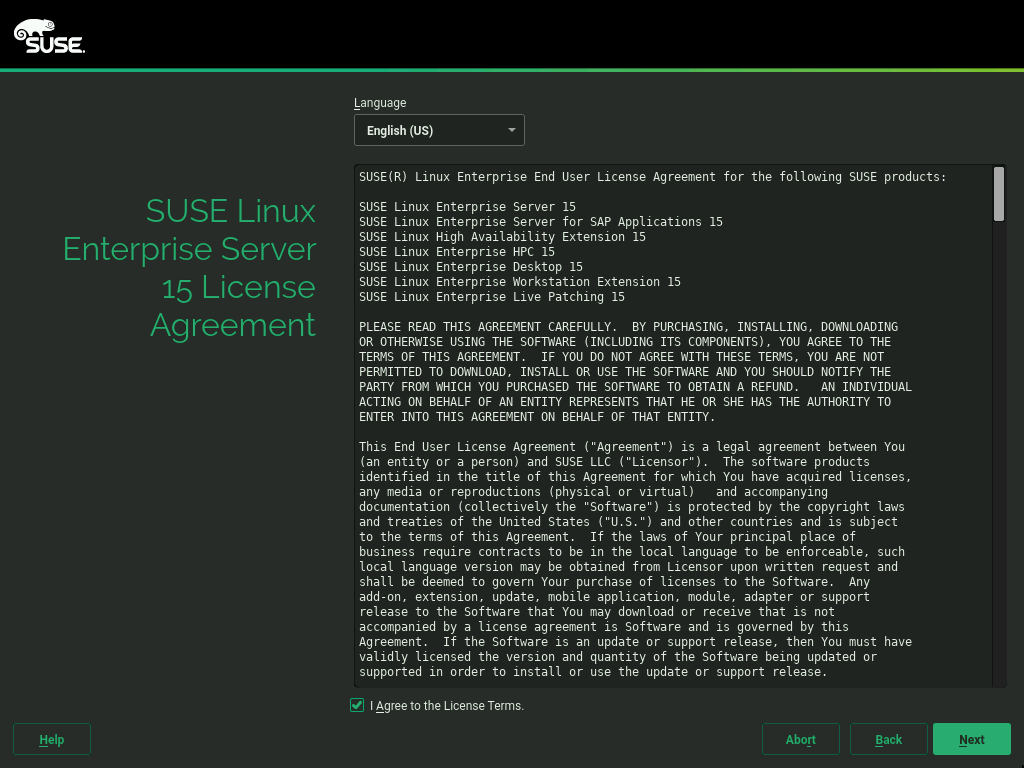 SUSE.
Language
English (US)
SUSE Linux
Enterprise Server
15 License
Agreement
SUSE(R) Linux Enterprise End User License Agreement for the following SUSE products:
SUSE Linux Enterprise Server 15
SUSE Linux Enterprise Server for SAP Applications 15
SUSE Linux High Availability Extension 15
SUSE Linux Enterprise HPC 15
SUSE Linux Enterprise Desktop 15
SUSE Linux Enterprise Workstation Extension 15
SUSE Linux Enterprise Live Patching 15
PLEASE READ THIS AGREEMENT CAREFULLY.  BY PURCHASING, INSTALLING, DOWNLOADING
OR OTHERWISE USING THE SOFTWARE (INCLUDING ITS COMPONENTS), YOU AGREE TO THE
TERMS OF THIS AGREEMENT.  IF YOU DO NOT AGREE WITH THESE TERMS, YOU ARE NOT
PERMITTED TO DOWNLOAD, INSTALL OR USE THE SOFTWARE AND YOU SHOULD NOTIFY THE
PARTY FROM WHICH YOU PURCHASED THE SOFTWARE TO OBTAIN A REFUND.   AN INDIVIDUAL
ACTING ON BEHALF OF AN ENTITY REPRESENTS THAT HE OR SHE HAS THE AUTHORITY TO
ENTER INTO THIS AGREEMENT ON BEHALF OF THAT ENTITY.
This End User License Agreement ("Agreement") is a legal agreement between You
(an entity or a person) and SUSE LLC ("Licensor").  The software products
identified in the title of this Agreement for which You have acquired licenses,
any media or reproductions (physical or virtual)   and accompanying
documentation (collectively the "Software") is protected by the copyright laws
and treaties of the United States ("U.S.") and other countries and is subject
to the terms of this Agreement.  If the laws of Your principal place of
business require contracts to be in the local language to be enforceable, such
local language version may be obtained from Licensor upon written request and
shall be deemed to govern Your purchase of licenses to the Software.  Any
add-on, extension, update, mobile application, module, adapter or support
release to the Software that You may download or receive that is not
accompanied by a license agreement is Software and is governed by this
Agreement.  If the Software is an update or support release, then You must have
validly licensed the version and quantity of the Software being updated or
supported in order to install or use the update or support release.
I Agree to the License Terms.
Help
Abort
Back
Next